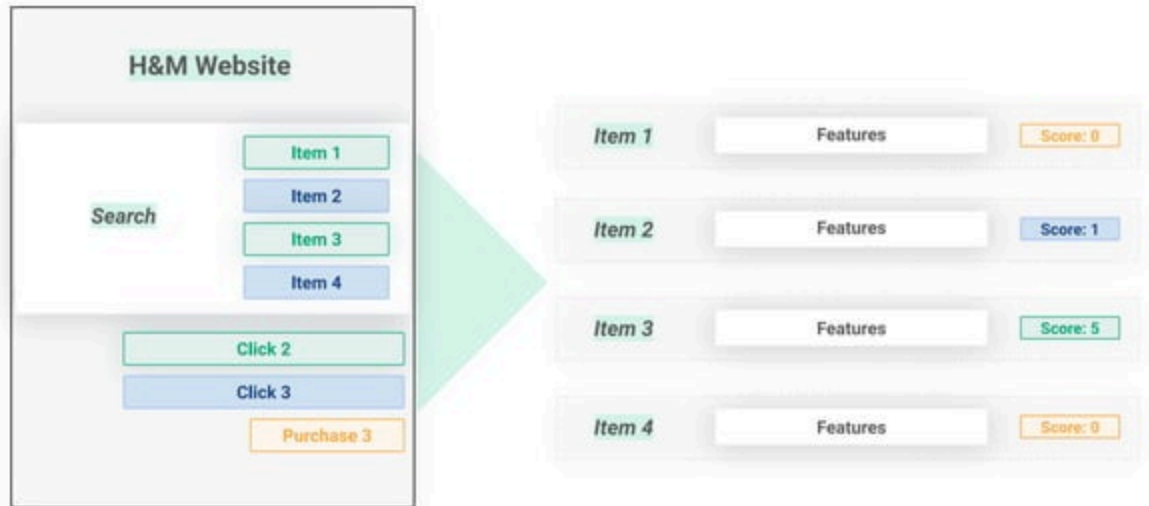 H&M Website
Search
Item 1
Item 2
Item 3
Item 4
Click 2
Click 3
Purchase 3
Item 1 Features Score: 0
Item 2 Features Score: 1
Item 3 Features Score: 5
Item 4 Features Score: 0